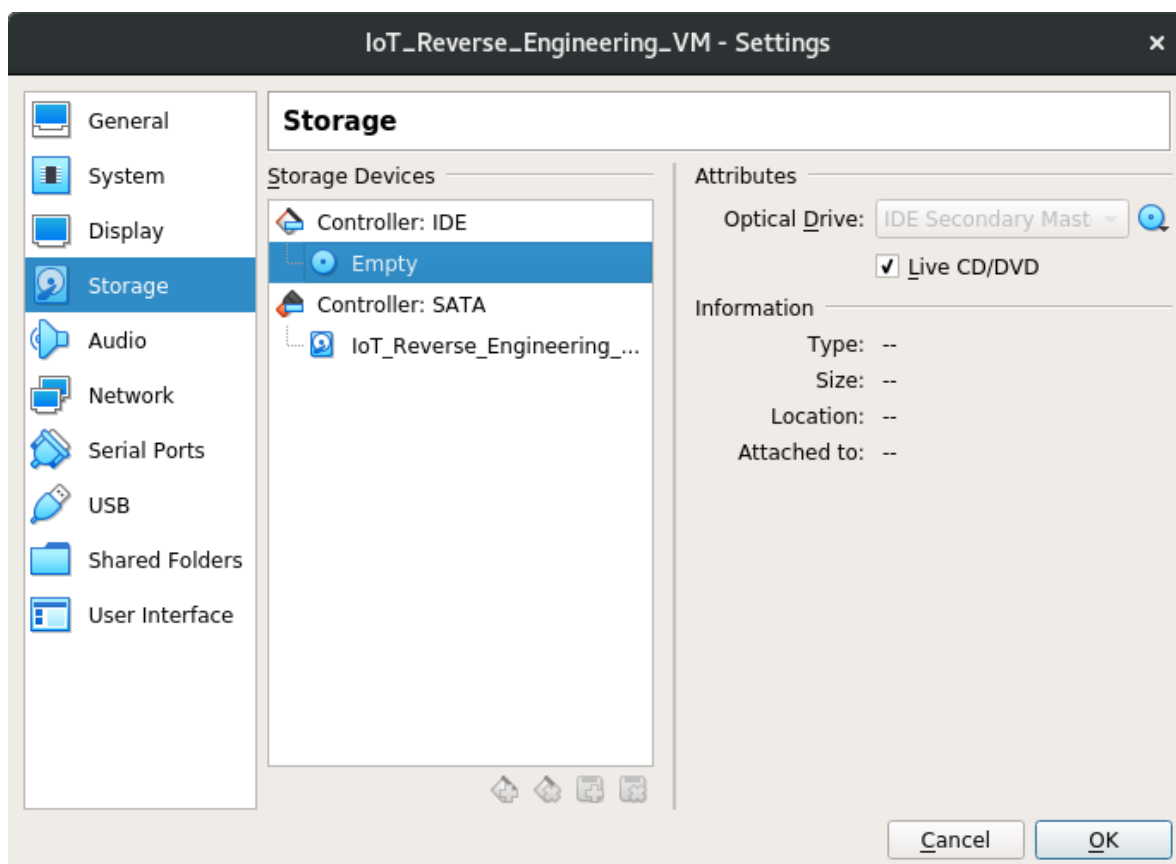 IoT_Reverse_Engineering_VM - Settings
General
System
Display
Storage
Audio
Network
Serial Ports
USB
Shared Folders
User Interface
Storage
Storage Devices
Controller: IDE
Empty
Controller: SATA
IoT_Reverse_Engineering_...
Attributes
Optical Drive: IDE Secondary Mast
Live CD/DVD
Information
Type: --
Size: --
Location: --
Attached to: --
Cancel
OK